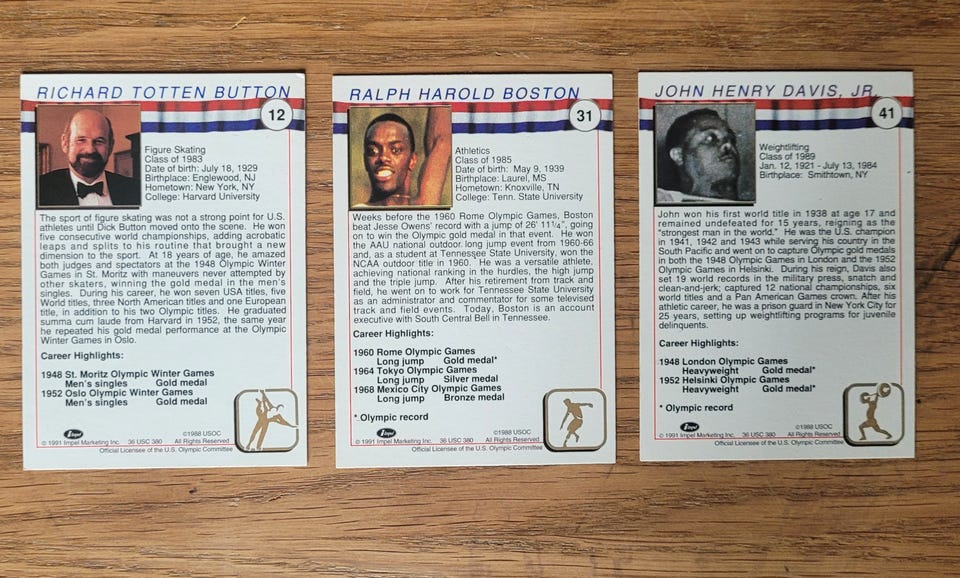 RICHARD TOTTEN BUTTON
12
Figure Skating
Class of 1983
Date of birth: July 18, 1929
Birthplace: Englewood, NJ
Hometown: New York, NY
College: Harvard University
The sport of figure skating was not a strong point for U.S.
athletes until Dick Button moved onto the scene. He won
five consecutive world championships, adding acrobatic
leaps and splits to his routine that brought a new
dimension to the sport. At 18 years of age, he amazed
both judges and spectators at the 1948 Olympic Winter
Games in St. Moritz with maneuvers never attempted by
other skaters, winning the gold medal in the men's
singles. During his career, he won seven USA titles, five
World titles, three North American titles and one European
title, in addition to his two Olympic titles. He graduated
summa cum laude from Harvard in 1952, the same year
he repeated his gold medal performance at the Olympic
Winter Games in Oslo.
Career Highlights:
1948 St. Moritz Olympic Winter Games
Men's singles Gold medal
1952 Oslo Olympic Winter Games
Men's singles Gold medal
Impel
©1988 USOC
© 1991 Impel Marketing Inc. 36 USC 380 All Rights Reserved
Official Licensee of the U.S. Olympic Committee
RALPH HAROLD BOSTON
31
Athletics
Class of 1985
Date of birth: May 9, 1939
Birthplace: Laurel, MS
Hometown: Knoxville, TN
College: Tenn. State University
Weeks before the 1960 Rome Olympic Games, Boston
beat Jesse Owens' record with a jump of 26' 11¼", going
on to win the Olympic gold medal in that event. He won
the AAU national outdoor long jump event from 1960-66
and, as a student at Tennessee State University, won the
NCAA outdoor title in 1960. He was a versatile athlete,
achieving national ranking in the hurdles, the high jump
and the triple jump. After his retirement from track and
field, he went on to work for Tennessee State University
as an administrator and commentator for some televised
track and field events. Today, Boston is an account
executive with South Central Bell in Tennessee.
Career Highlights:
1960 Rome Olympic Games
Long jump Gold medal*
1964 Tokyo Olympic Games
Long jump Silver medal
1968 Mexico City Olympic Games
Long jump Bronze medal
* Olympic record
Impel
©1988 USOC
© 1991 Impel Marketing Inc. 36 USC 380 All Rights Reserved
Official Licensee of the U.S. Olympic Committee
JOHN HENRY DAVIS, JR.
41
Weightlifting
Class of 1989
Jan. 12, 1921 - July 13, 1984
Birthplace: Smithtown, NY
John won his first world title in 1938 at age 17 and
remained undefeated for 15 years, reigning as the
"strongest man in the world." He was the U.S. champion
in 1941, 1942 and 1943 while serving his country in the
South Pacific and went on to capture Olympic gold medals
in both the 1948 Olympic Games in London and the 1952
Olympic Games in Helsinki. During his reign, Davis also
set 19 world records in the military press, snatch and
clean-and-jerk; captured 12 national championships, six
world titles and a Pan American Games crown. After his
athletic career, he was a prison guard in New York City for
25 years, setting up weightlifting programs for juvenile
delinquents.
Career Highlights:
1948 London Olympic Games
Heavyweight Gold medal*
1952 Helsinki Olympic Games
Heavyweight Gold medal*
* Olympic record
Impel
©1988 USOC
© 1991 Impel Marketing Inc. 36 USC 380 All Rights Reserved
Official Licensee of the U.S. Olympic Committee